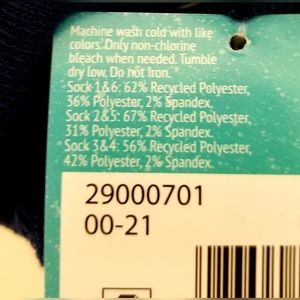 Machine wash cold with like
colors. Only non-chlorine
bleach when needed. Tumble
dry low. Do not Iron.
Sock 1&6: 62% Recycled Polyester,
36% Polyester, 2% Spandex.
Sock 2&5: 67% Recycled Polyester,
31% Polyester, 2% Spandex.
Sock 3&4: 56% Recycled Polyester,
42% Polyester, 2% Spandex.
29000701
00-21